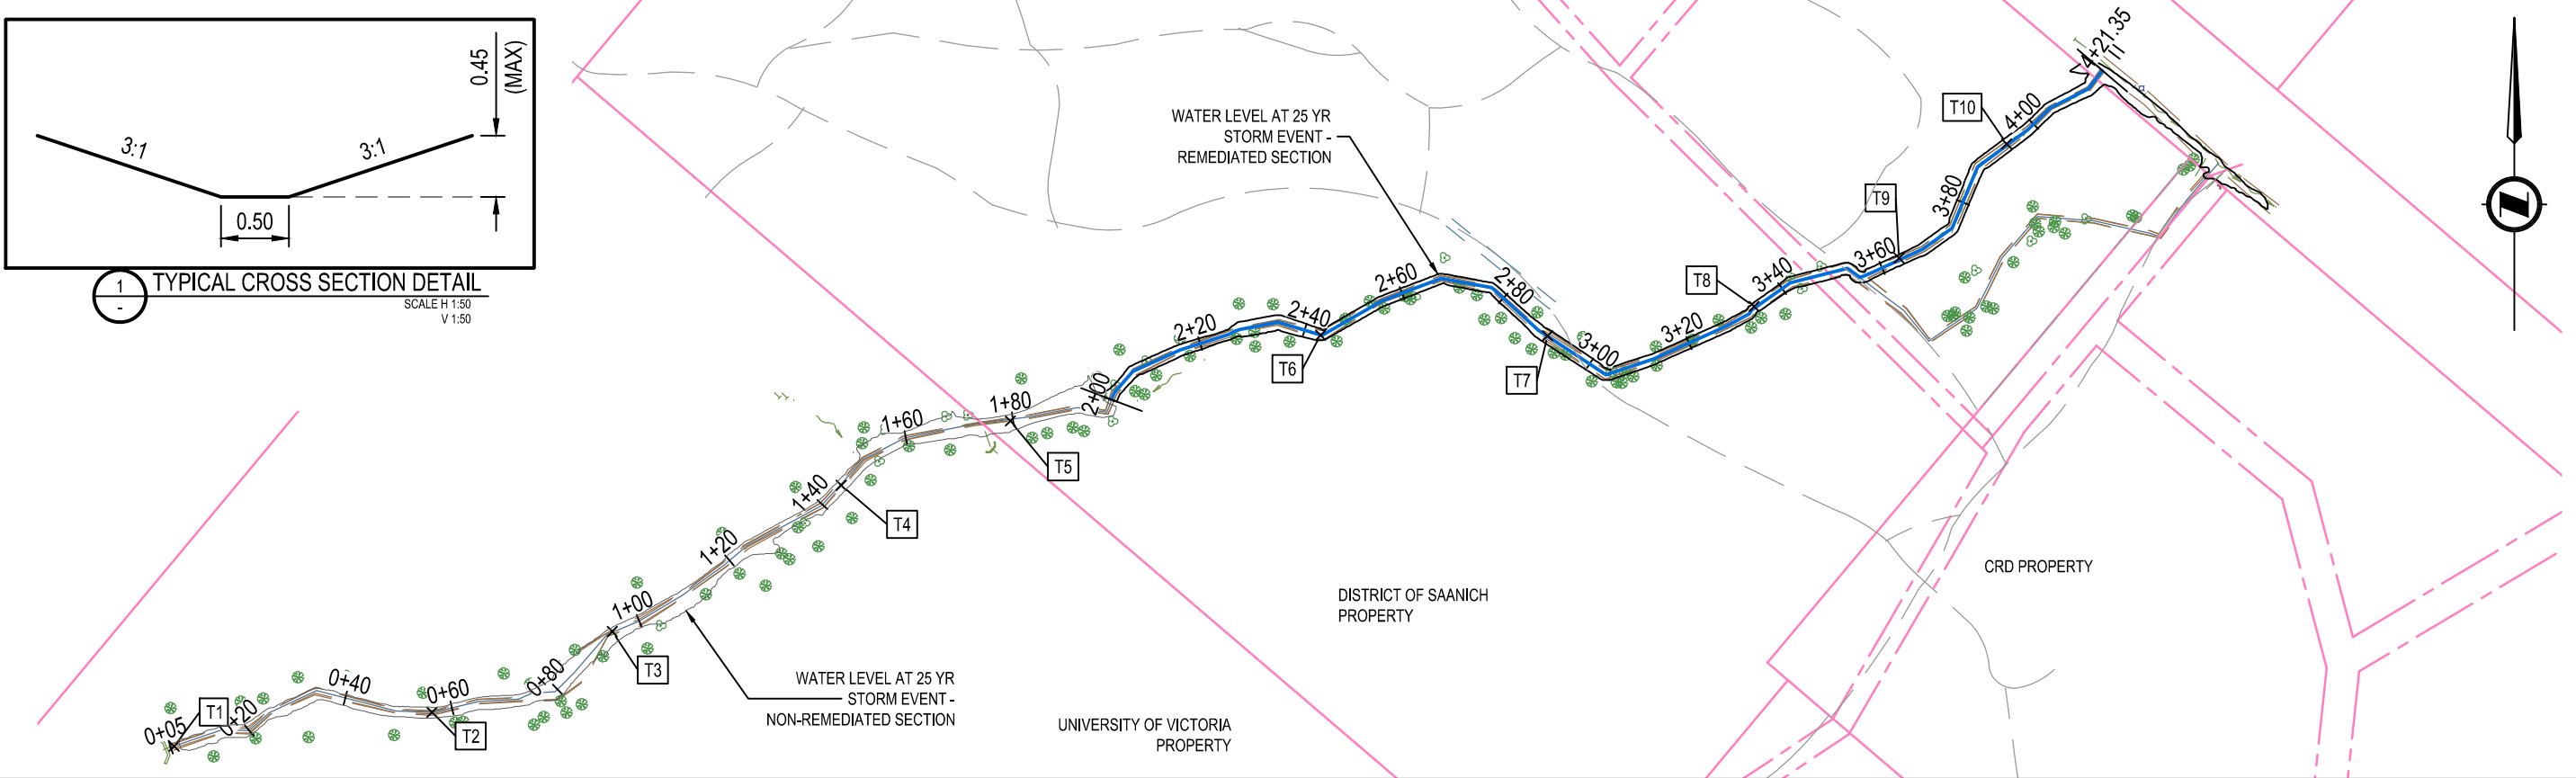 0.45
(MAX)
3:1
3:1
0.50
1
-
TYPICAL CROSS SECTION DETAIL
SCALE H 1:50
V 1:50
WATER LEVEL AT 25 YR
STORM EVENT -
REMEDIATED SECTION
4+21.35
T10
4+00
T9
3+80
3+60
T8
3+40
3+20
3+00
T7
2+80
2+60
2+40
T6
2+20
2+00
1+80
T5
1+60
1+40
T4
1+20
1+00
T3
0+80
0+60
T2
0+40
0+20
T1
0+05
WATER LEVEL AT 25 YR
STORM EVENT -
NON-REMEDIATED SECTION
UNIVERSITY OF VICTORIA
PROPERTY
DISTRICT OF SAANICH
PROPERTY
CRD PROPERTY